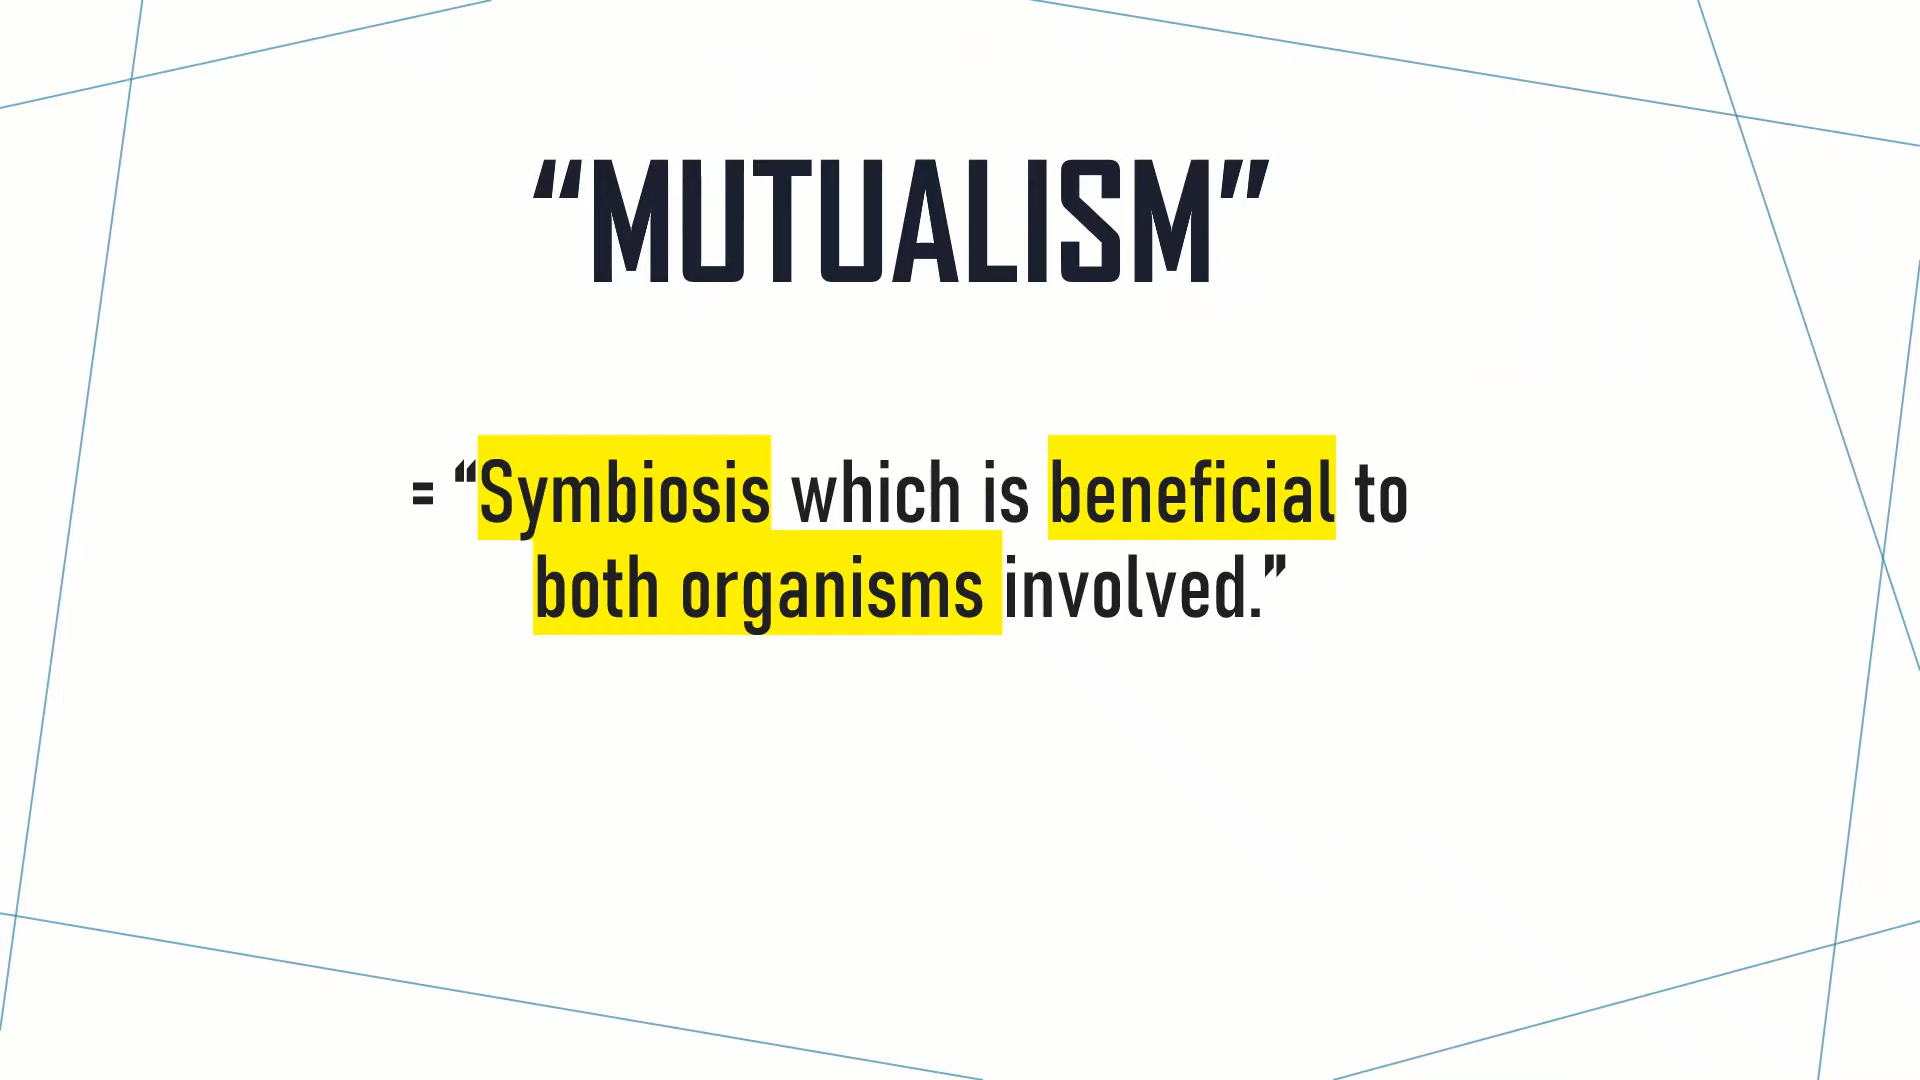 “MUTUALISM”
= “Symbiosis which is beneficial to
both organisms involved.”